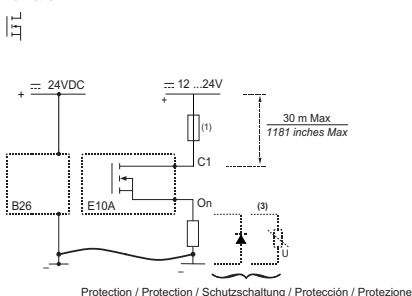 24VDC
12 ...24V
+
+
(1)
30 m Max
1181 inches Max
C1
B26
E10A
On
(3)
U
–
–
Protection / Protection / Schutzschaltung / Protección / Protezione